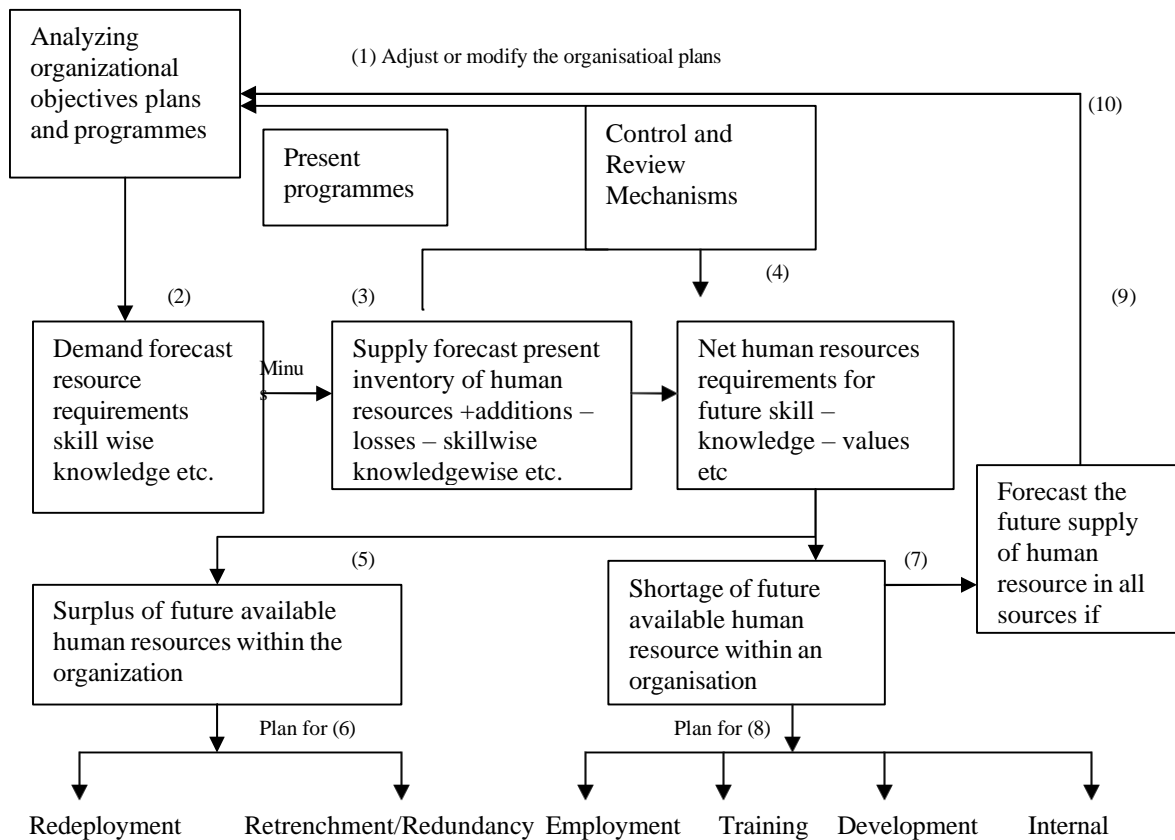 Analyzing
organizational
objectives plans
and programmes
(1) Adjust or modify the organisatioal plans
(10)
Present
programmes
Control and
Review
Mechanisms
(2)
(3)
(4)
(9)
Demand forecast
resource
requirements
skill wise
knowledge etc.
Minu
s
Supply forecast present
inventory of human
resources +additions –
losses – skillwise
knowledgewise etc.
Net human resources
requirements for
future skill –
knowledge – values
etc
Forecast the
future supply
of human
resource in all
sources if
(5)
(7)
Surplus of future available
human resources within the
organization
Shortage of future
available human
resource within an
organisation
Plan for (6)
Plan for (8)
Redeployment
Retrenchment/Redundancy
Employment
Training
Development
Internal